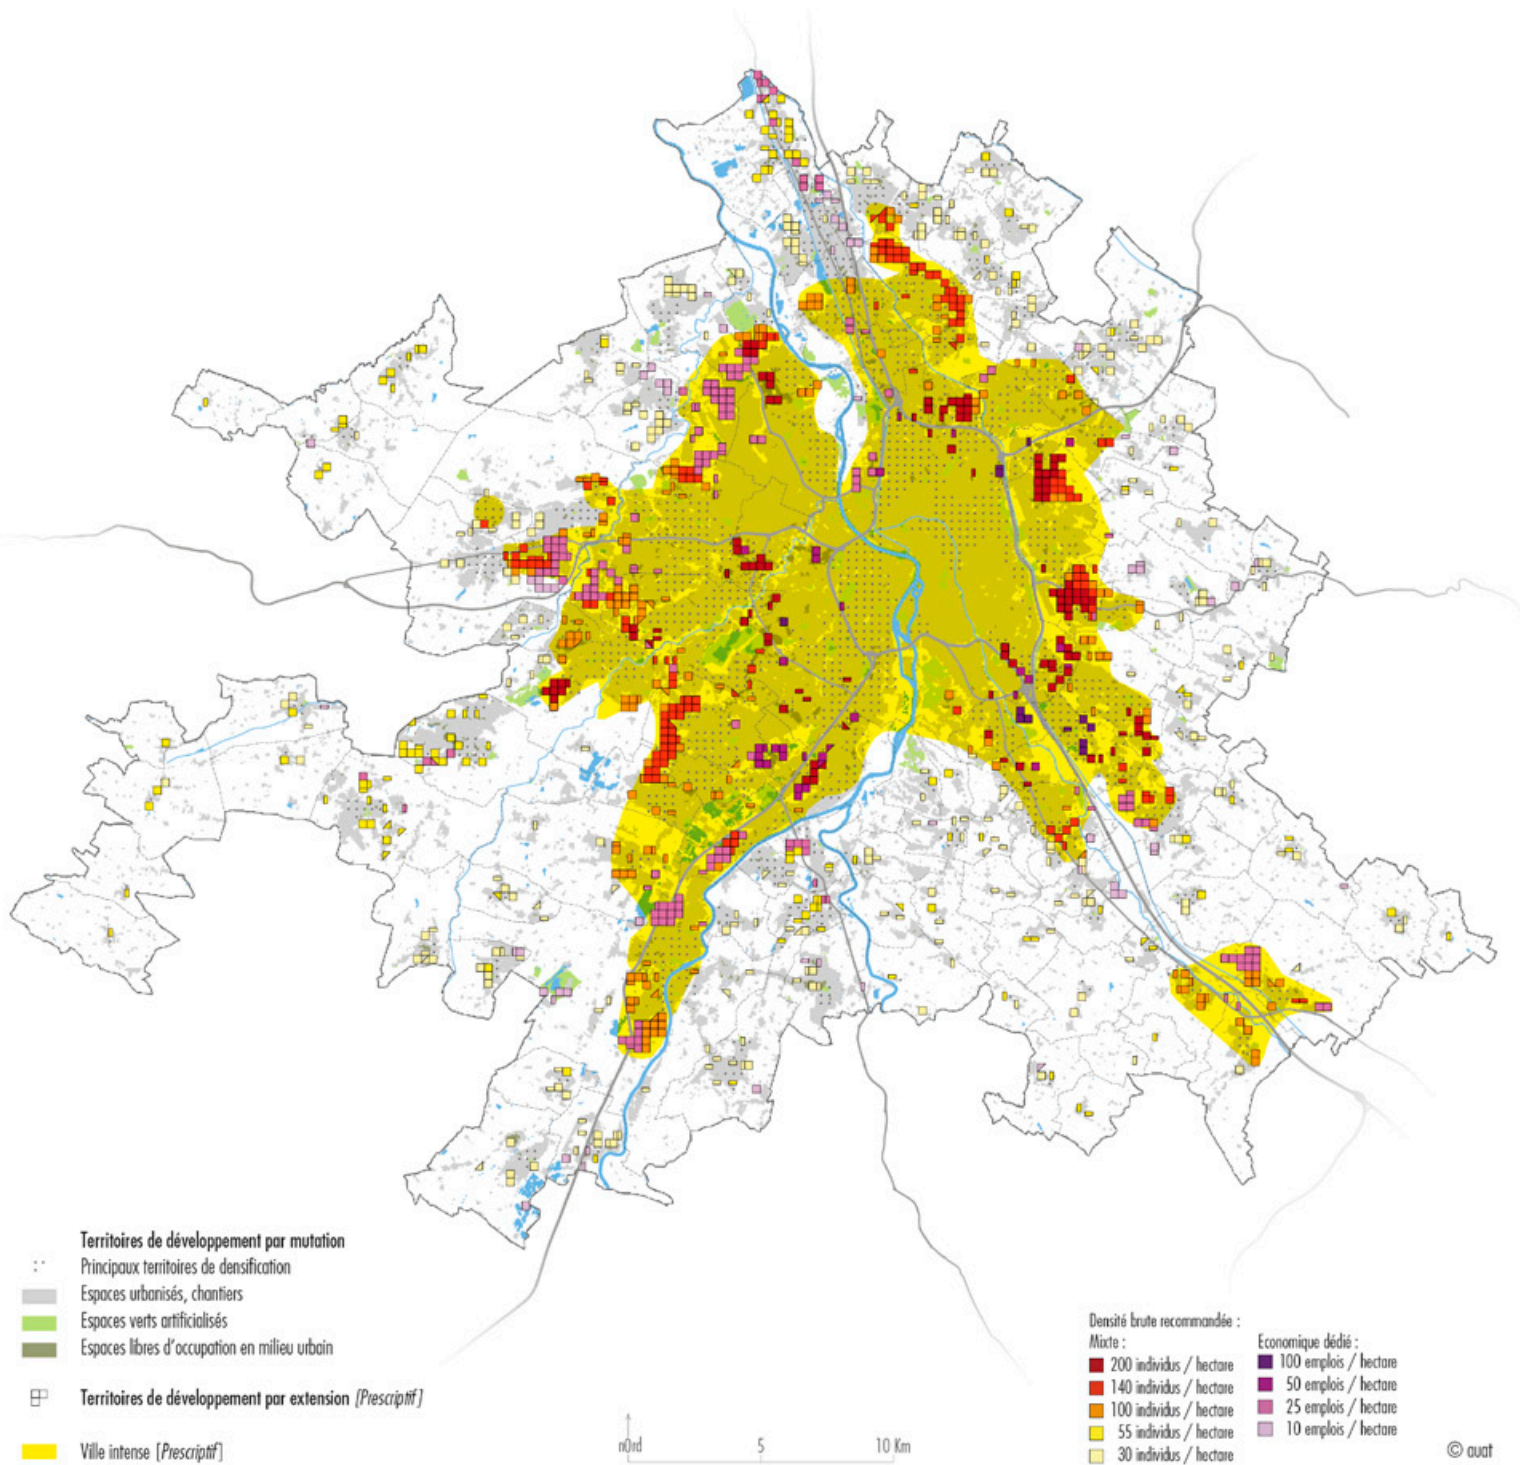 Territoires de développement par mutation
Principaux territoires de densification
Espaces urbanisés, chantiers
Espaces verts artificialisés
Espaces libres d'occupation en milieu urbain
Territoires de développement par extension [Prescriptif]
Ville intense [Prescriptif]
nOrd 5 10 Km
Densité brute recommandée :
Mixte :
200 individus / hectare
140 individus / hectare
100 individus / hectare
55 individus / hectare
30 individus / hectare
Economique dédié :
100 emplois / hectare
50 emplois / hectare
25 emplois / hectare
10 emplois / hectare
© auat